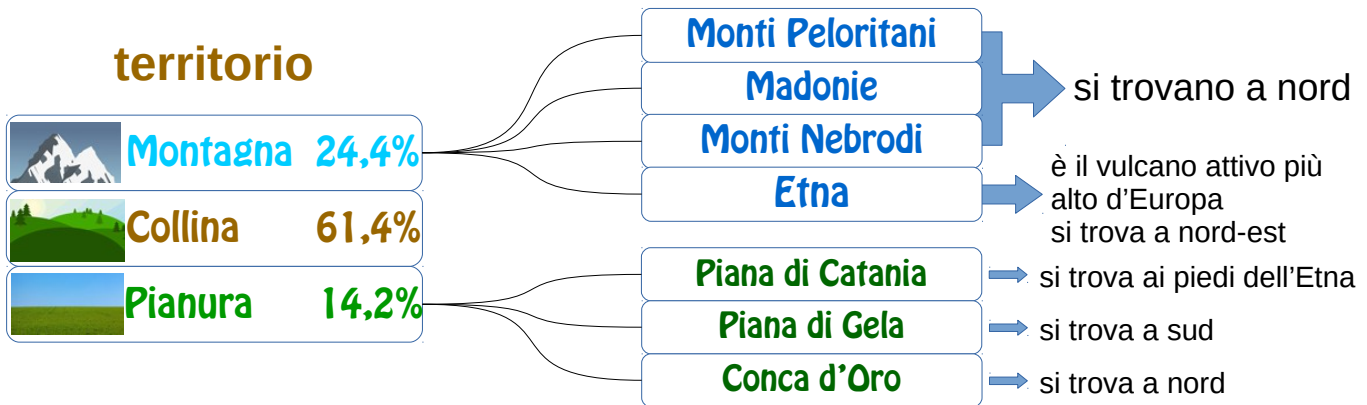 territorio
Montagna 24,4%
Collina 61,4%
Pianura 14,2%
Monti Peloritani
Madonie
Monti Nebrodi
si trovano a nord
Etna
è il vulcano attivo più
alto d’Europa
si trova a nord-est
Piana di Catania
si trova ai piedi dell’Etna
Piana di Gela
si trova a sud
Conca d’Oro
si trova a nord